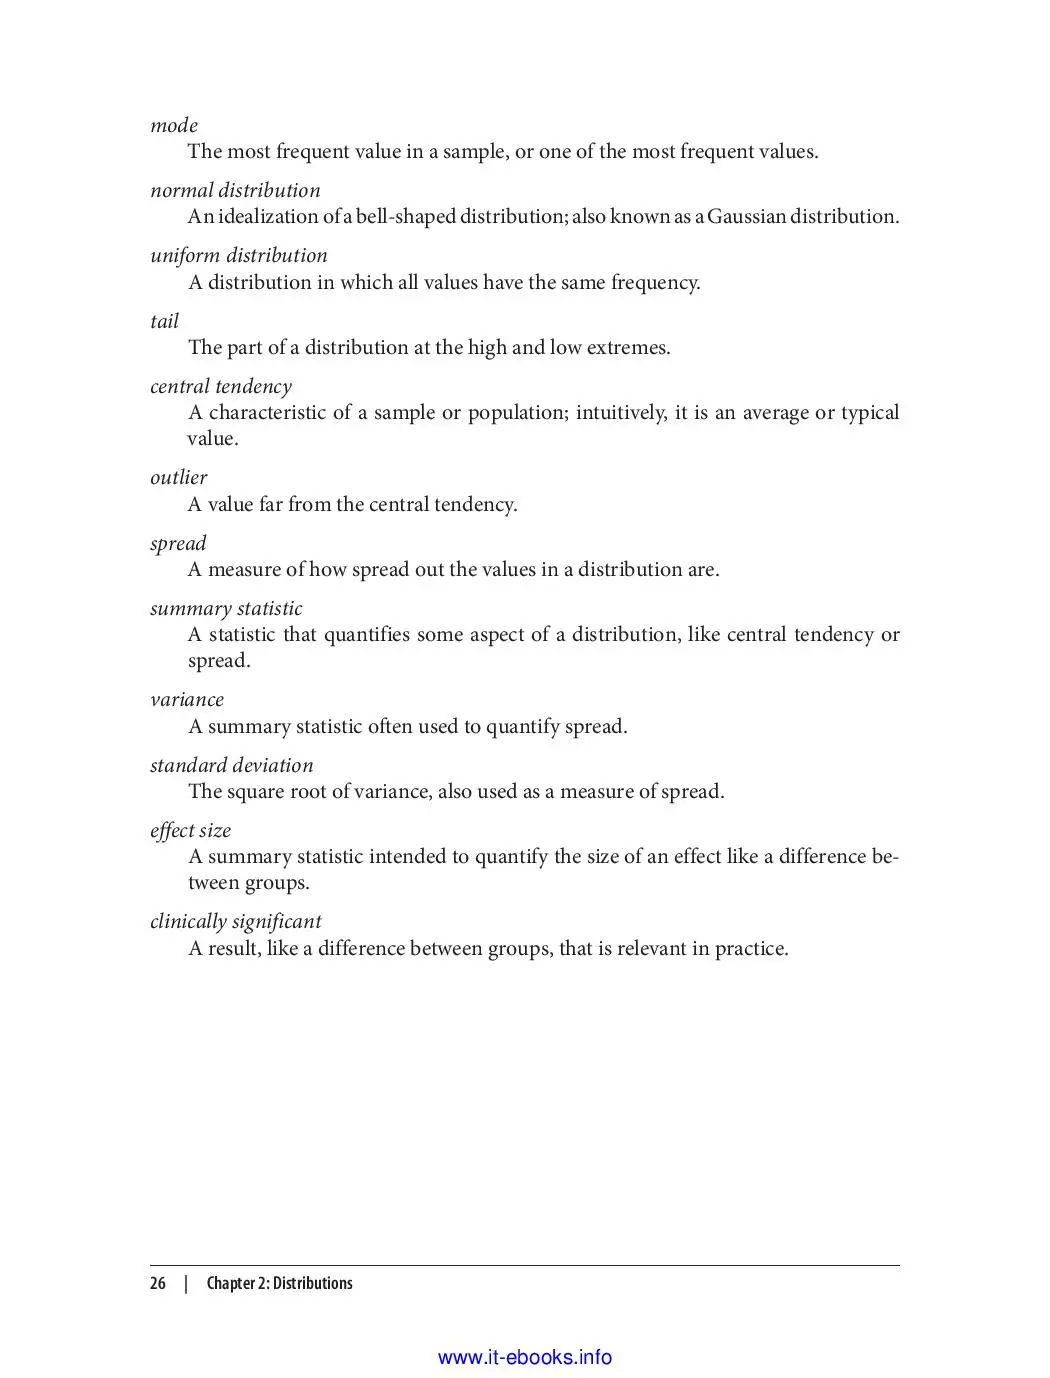 mode
The most frequent value in a sample, or one of the most frequent values.
normal distribution
An idealization of a bell-shaped distribution; also known as a Gaussian distribution.
uniform distribution
A distribution in which all values have the same frequency.
tail
The part of a distribution at the high and low extremes.
central tendency
A characteristic of a sample or population; intuitively, it is an average or typical
value.
outlier
A value far from the central tendency.
spread
A measure of how spread out the values in a distribution are.
summary statistic
A statistic that quantifies some aspect of a distribution, like central tendency or
spread.
variance
A summary statistic often used to quantify spread.
standard deviation
The square root of variance, also used as a measure of spread.
effect size
A summary statistic intended to quantify the size of an effect like a difference be-
tween groups.
clinically significant
A result, like a difference between groups, that is relevant in practice.
26 | Chapter 2: Distributions
www.it-ebooks.info